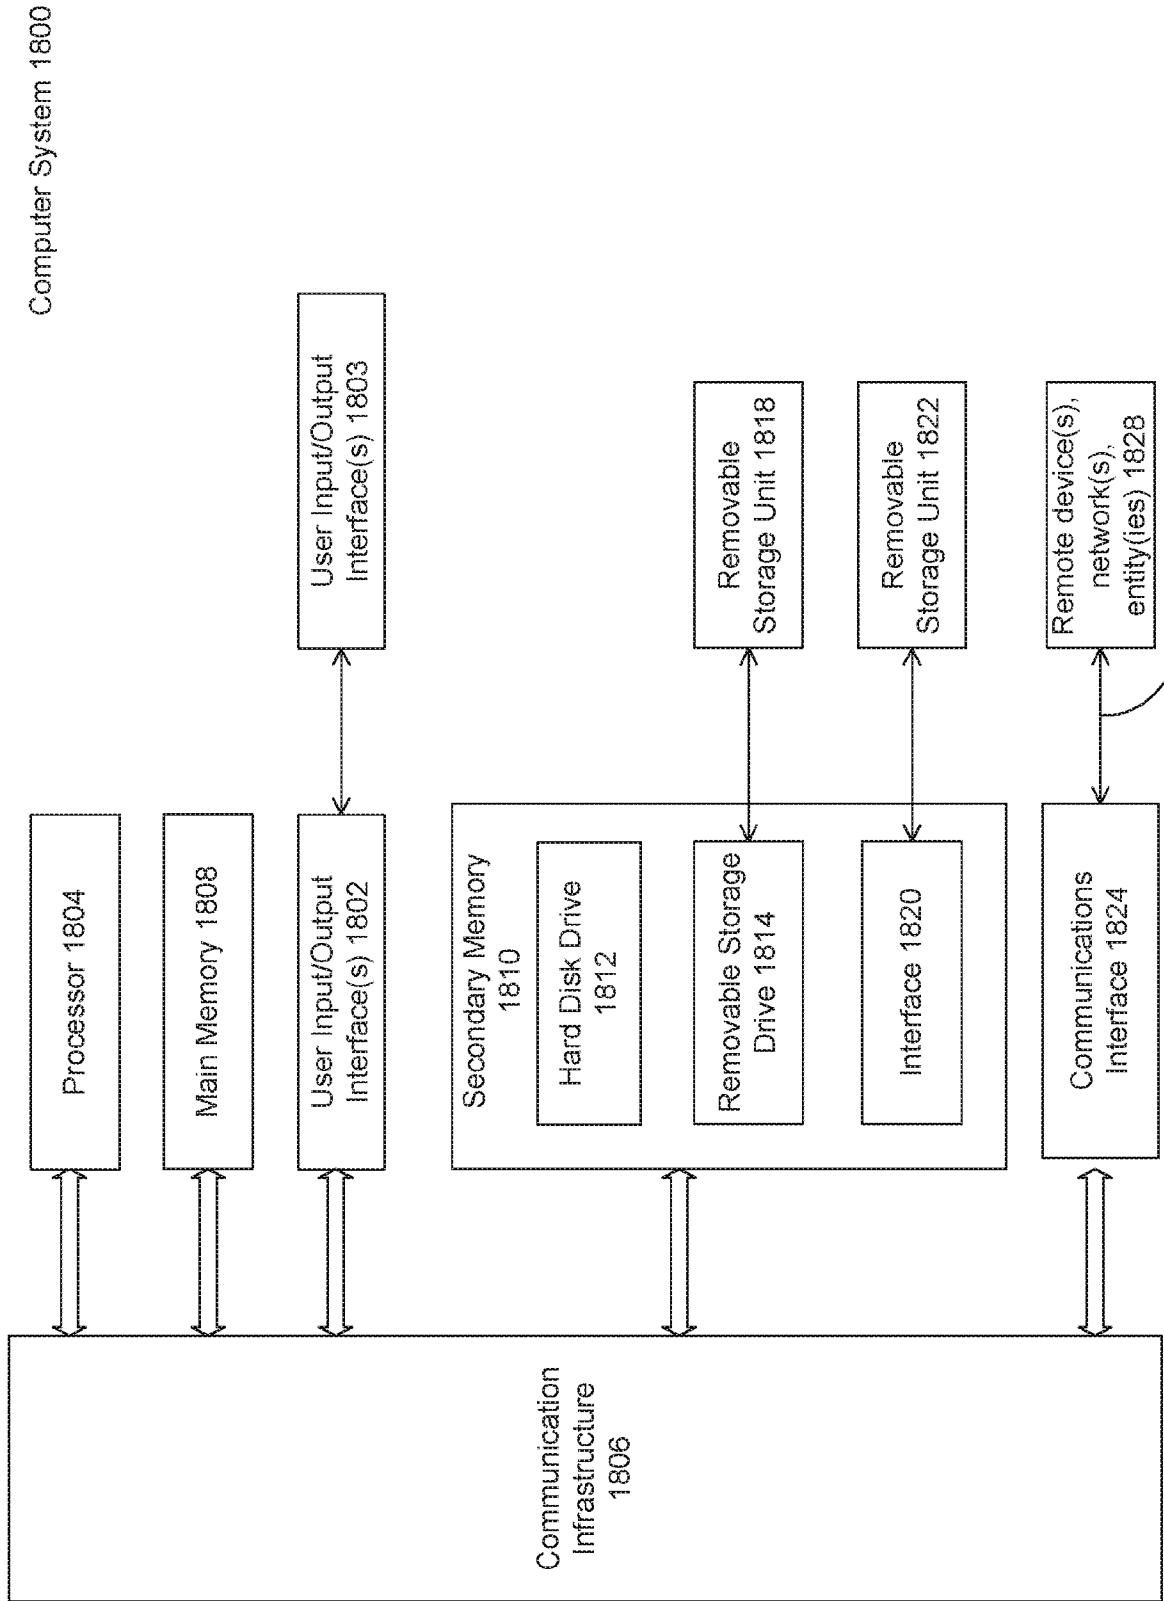 Computer System 1800
Processor 1804
Main Memory 1808
User Input/Output
Interface(s) 1802
User Input/Output
Interface(s) 1803
Communication
Infrastructure
1806
Secondary Memory
1810
Hard Disk Drive
1812
Removable Storage
Drive 1814
Removable
Storage Unit 1818
Interface 1820
Removable
Storage Unit 1822
Communications
Interface 1824
Remote device(s),
network(s),
entity(ies) 1828